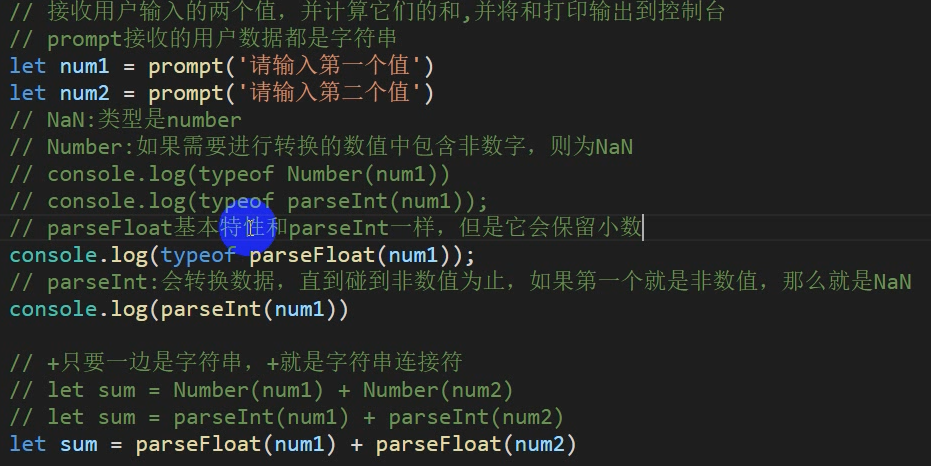 // 接收用户输入的两个值，并计算它们的和,并将和打印输出到控制台
// prompt接收的用户数据都是字符串
let num1 = prompt('请输入第一个值')
let num2 = prompt('请输入第二个值')
// NaN:类型是number
// Number:如果需要进行转换的数值中包含非数字，则为NaN
// console.log(typeof Number(num1))
// console.log(typeof parseInt(num1));
// parseFloat基本特性和parseInt一样，但是它会保留小数
console.log(typeof parseFloat(num1));
// parseInt:会转换数据，直到碰到非数值为止，如果第一个就是非数值，那么就是NaN
console.log(parseInt(num1))
// +只要一边是字符串，+就是字符串连接符
// let sum = Number(num1) + Number(num2)
// let sum = parseInt(num1) + parseInt(num2)
let sum = parseFloat(num1) + parseFloat(num2)